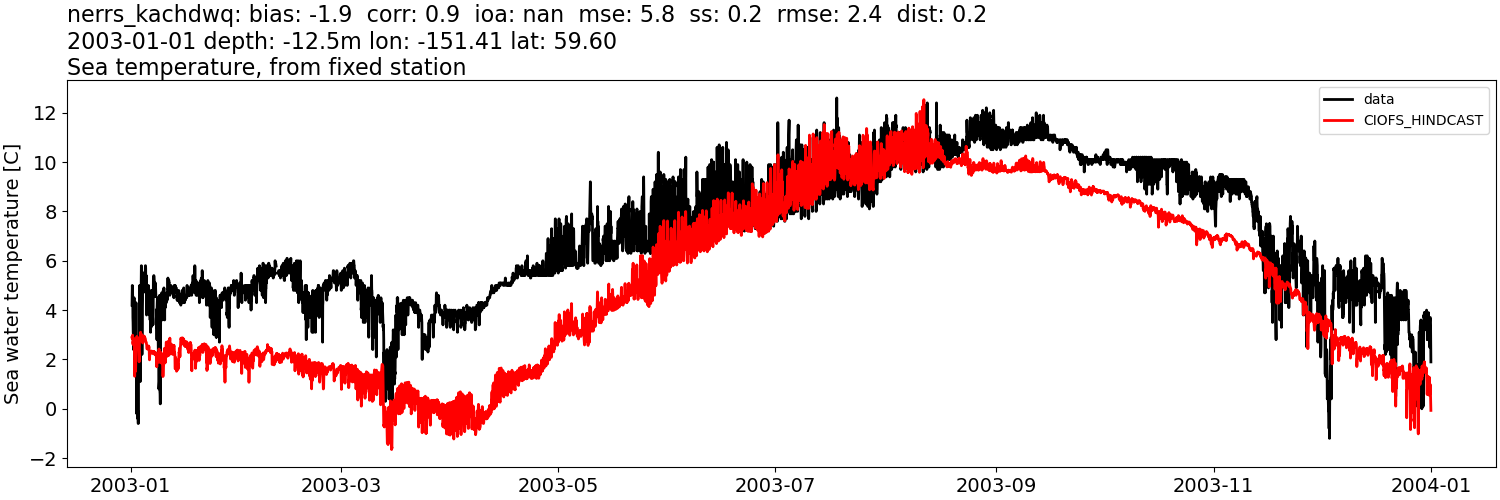 nerrs_kachdwq: bias: -1.9  corr: 0.9  ioa: nan  mse: 5.8  ss: 0.2  rmse: 2.4  dist: 0.2
2003-01-01 depth: -12.5m lon: -151.41 lat: 59.60
Sea temperature, from fixed station
data
CIOFS_HINDCAST
Sea water temperature [C]
12
10
8
6
4
2
0
−2
2003-01
2003-03
2003-05
2003-07
2003-09
2003-11
2004-01